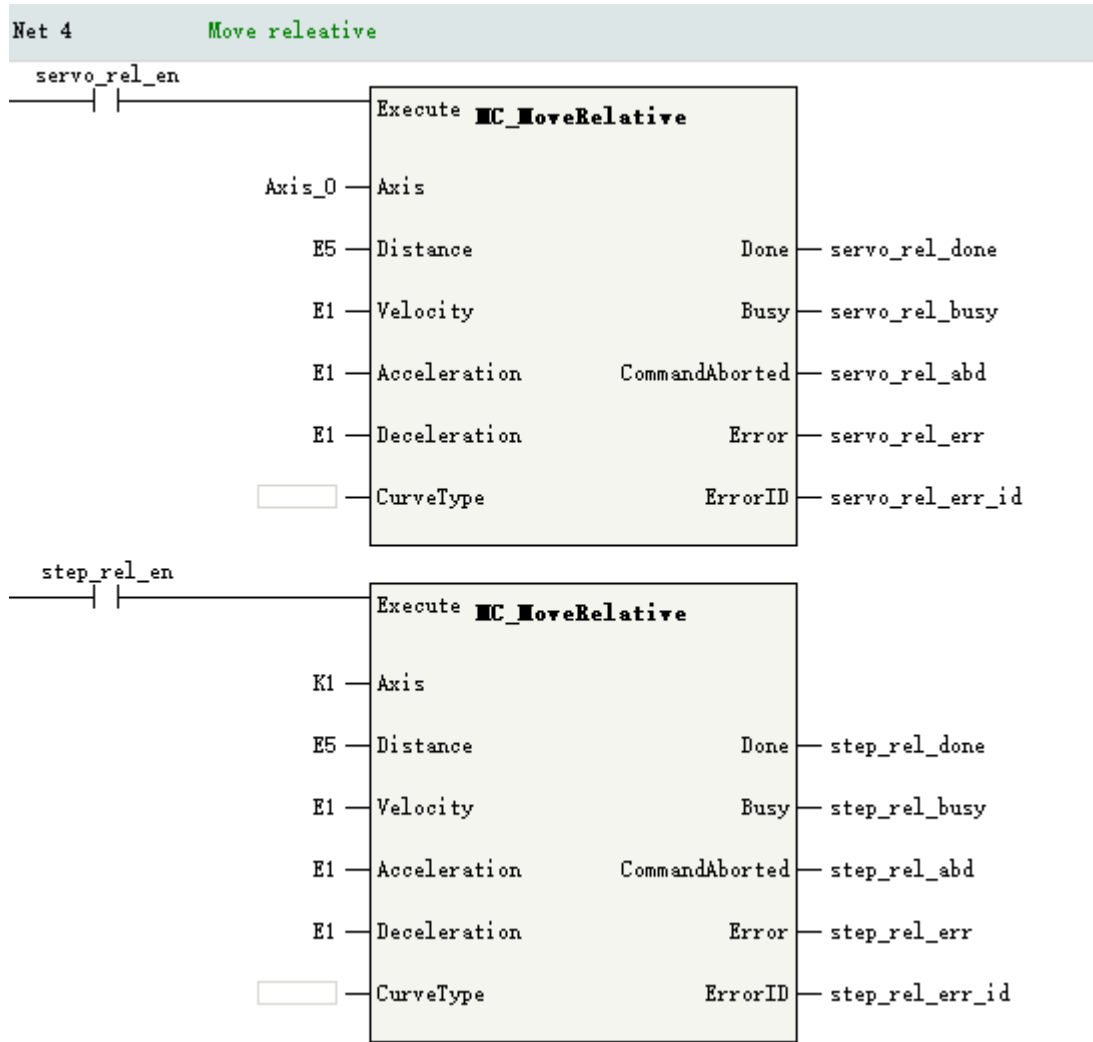 Net 4 Move releative
servo_rel_en
Execute MC_MoveRelative
Axis_0 Axis
E5 Distance Done servo_rel_done
E1 Velocity Busy servo_rel_busy
E1 Acceleration CommandAborted servo_rel_abd
E1 Deceleration Error servo_rel_err
CurveType ErrorID servo_rel_err_id
step_rel_en
Execute MC_MoveRelative
K1 Axis
E5 Distance Done step_rel_done
E1 Velocity Busy step_rel_busy
E1 Acceleration CommandAborted step_rel_abd
E1 Deceleration Error step_rel_err
CurveType ErrorID step_rel_err_id